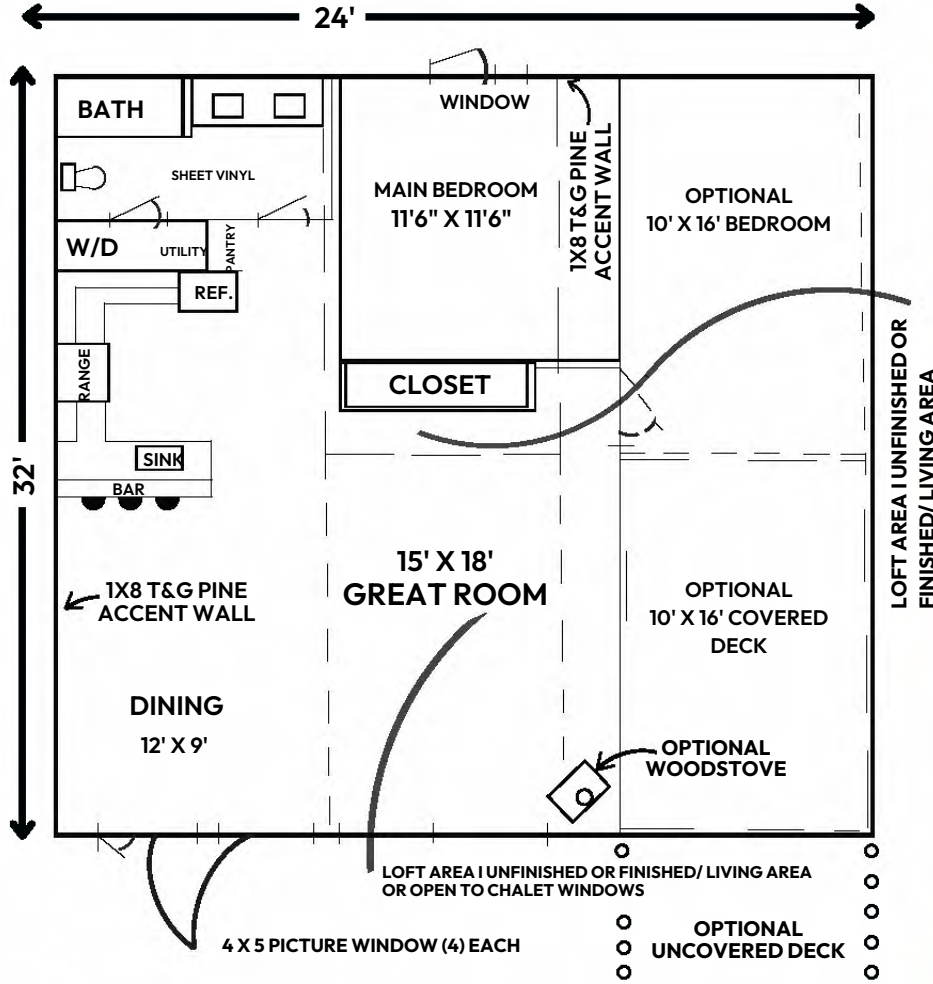 24'
BATH
WINDOW
SHEET VINYL
MAIN BEDROOM
11'6" X 11'6"
1X8 T&G PINE
ACCENT WALL
OPTIONAL
10' X 16' BEDROOM
W/D
UTILITY
PANTRY
REF.
RANGE
CLOSET
SINK
BAR
32'
LOFT AREA I UNFINISHED OR
FINISHED/ LIVING AREA
15' X 18'
GREAT ROOM
1X8 T&G PINE
ACCENT WALL
OPTIONAL
10' X 16' COVERED
DECK
DINING
12' X 9'
OPTIONAL
WOODSTOVE
LOFT AREA I UNFINISHED OR FINISHED/ LIVING AREA
OR OPEN TO CHALET WINDOWS
4 X 5 PICTURE WINDOW (4) EACH
OPTIONAL
UNCOVERED DECK